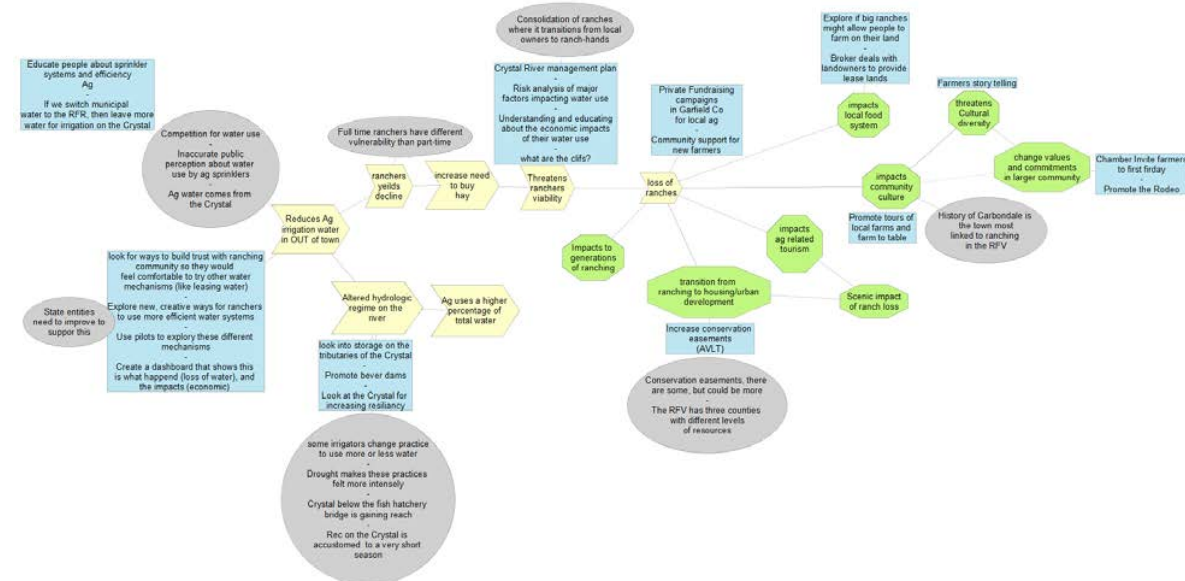 Consolidation of ranches
where it transitions from local
owners to ranch-hands
Explore if big ranches
might allow people to
farm on their land
-
Broker deals with
landowners to provide
lease lands
Educate people about sprinkler
systems and efficiency
Ag
-
If we switch municipal
water to the RFR, then leave more
water for irrigation on the Crystal
Crystal River management plan
-
Risk analysis of major
factors impacting water use
-
Understanding and educating
about the economic impacts
of their water use
-
what are the clifs?
Private Fundraising
campaigns
in Garfield Co
for local ag
-
Community support for
new farmers
impacts
local food
system
Farmers story telling
threatens
Cultural
diversity
Competition for water use
-
Inaccurate public
perception about water
use by ag sprinklers
-
Ag water comes from
the Crystal
Full time ranchers have different
vulnerability than part-time
ranchers
yeilds
decline
increase need
to buy
hay
Threatens
ranchers
viability
loss of
ranches
impacts
community
culture
change values
and commitments
in larger community
Chamber Invite farmers
to first firday
-
Promote the Rodeo
Reduces Ag
irrigation water
in OUT of town
Promote tours of
local farms and
farm to table
History of Carbondale is
the town most
linked to ranching
in the RFV
Impacts to
generations
of ranching
impacts
ag related
tourism
look for ways to build trust with ranching
community so they would
feel comfortable to try other water
mechanisms (like leasing water)
-
Explore new, creative ways for ranchers
to use more efficient water systems
-
Use pilots to explory these different
mechanisms
-
Create a dashboard that shows this
is what happend (loss of water), and
the impacts (economic)
State entities
need to improve to
suppor this
Altered hydrologic
regime on the
river
Ag uses a higher
percentage of
total water
transition from
ranching to housing/urban
development
Scenic impact
of ranch loss
Increase conservation
easements
(AVLT)
look into storage on the
tributaries of the Crystal
-
Promote bever dams
-
Look at the Crystal for
increasing resiliancy
Conservation easements, there
are some, but could be more
-
The RFV has three counties
with different levels
of resources
some irrigators change practice
to use more or less water
-
Drought makes these practices
felt more intensely
-
Crystal below the fish hatchery
bridge is gaining reach
-
Rec on the Crystal is
accustomed to a very short
season